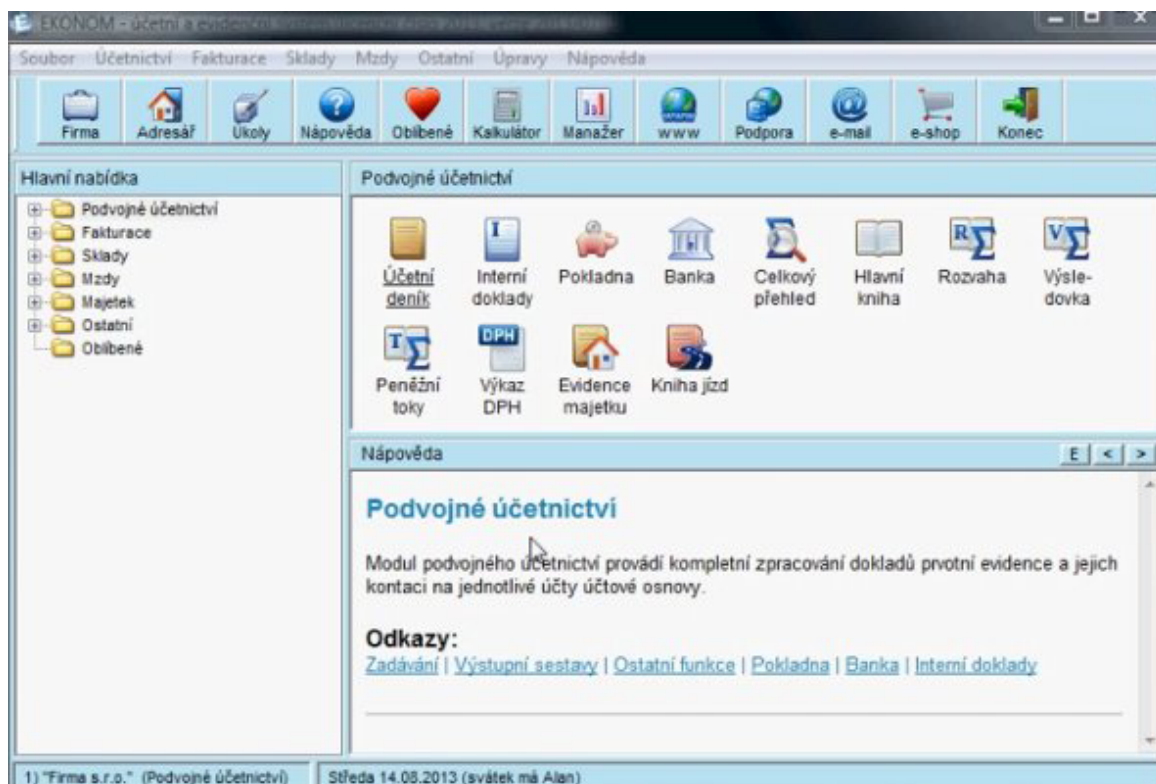 EKONOM - účetní a evidenční
Soubor Účetnictví Fakturace Sklady Mzdy Ostatní Úpravy Nápověda
Firma Adresář Úkoly Nápověda Oblíbené Kalkulátor Manažer www Podpora e-mail e-shop Konec
Hlavní nabídka
Podvojné účetnictví
Fakturace
Sklady
Mzdy
Majetek
Ostatní
Oblíbené
Podvojné účetnictví
Účetní deník
Interní doklady
Pokladna
Banka
Celkový přehled
Hlavní kniha
Rozvaha
Výsle-
dovka
Peněžní toky
Výkaz DPH
Evidence majetku
Kniha jízd
Nápověda
E < >
Podvojné účetnictví
Modul podvojného účetnictví provádí kompletní zpracování dokladů prvotní evidence a jejich
kontaci na jednotlivé účty účtové osnovy.
Odkazy:
Zadávání | Výstupní sestavy | Ostatní funkce | Pokladna | Banka | Interní doklady
1) "Firma s.r.o." (Podvojné účetnictví)
Středa 14.08.2013 (svátek má Alan)